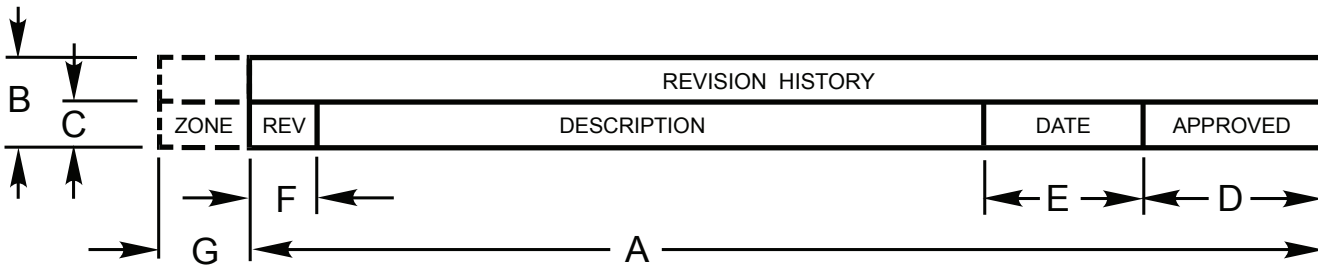 REVISION HISTORY
B
C
ZONE REV DESCRIPTION DATE APPROVED
F E D
G A